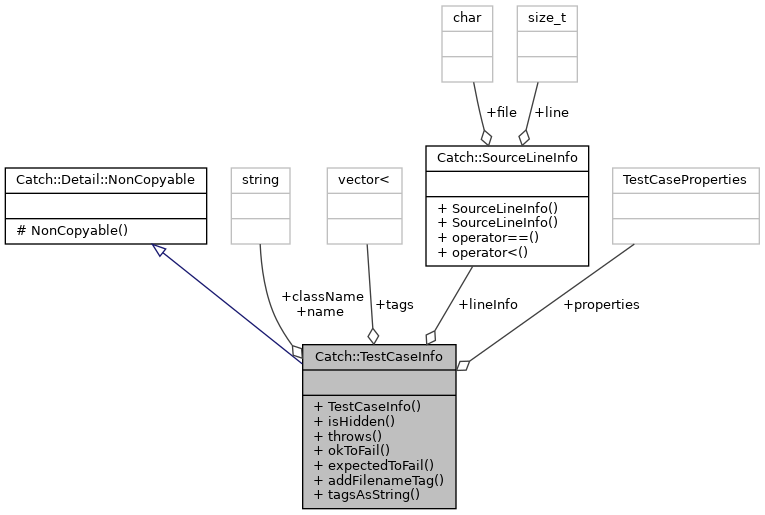 char
size_t
+file
+line
Catch::SourceLineInfo
+ SourceLineInfo()
+ SourceLineInfo()
+ operator==()
+ operator<()
Catch::Detail::NonCopyable
# NonCopyable()
string
vector<
TestCaseProperties
+className
+name
+tags
+lineInfo
+properties
Catch::TestCaseInfo
+ TestCaseInfo()
+ isHidden()
+ throws()
+ okToFail()
+ expectedToFail()
+ addFilenameTag()
+ tagsAsString()